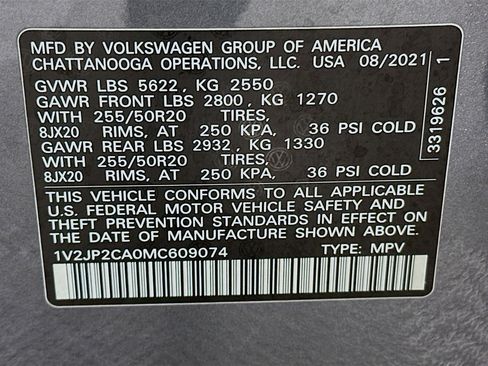 MFD BY VOLKSWAGEN GROUP OF AMERICA
CHATTANOOGA OPERATIONS, LLC. USA 08/2021
GVWR LBS 5622, KG 2550
GAWR FRONT LBS 2800, KG 1270
WITH 255/50R20 TIRES,
8JX20 RIMS, AT 250 KPA, 36 PSI COLD
GAWR REAR LBS 2932, KG 1330
WITH 255/50R20 TIRES,
8JX20 RIMS, AT 250 KPA, 36 PSI COLD
THIS VEHICLE CONFORMS TO ALL APPLICABLE
U.S. FEDERAL MOTOR VEHICLE SAFETY AND
THEFT PREVENTION STANDARDS IN EFFECT ON
THE DATE OF MANUFACTURE SHOWN ABOVE.
1V2JP2CA0MC609074 TYPE: MPV
3319626 1